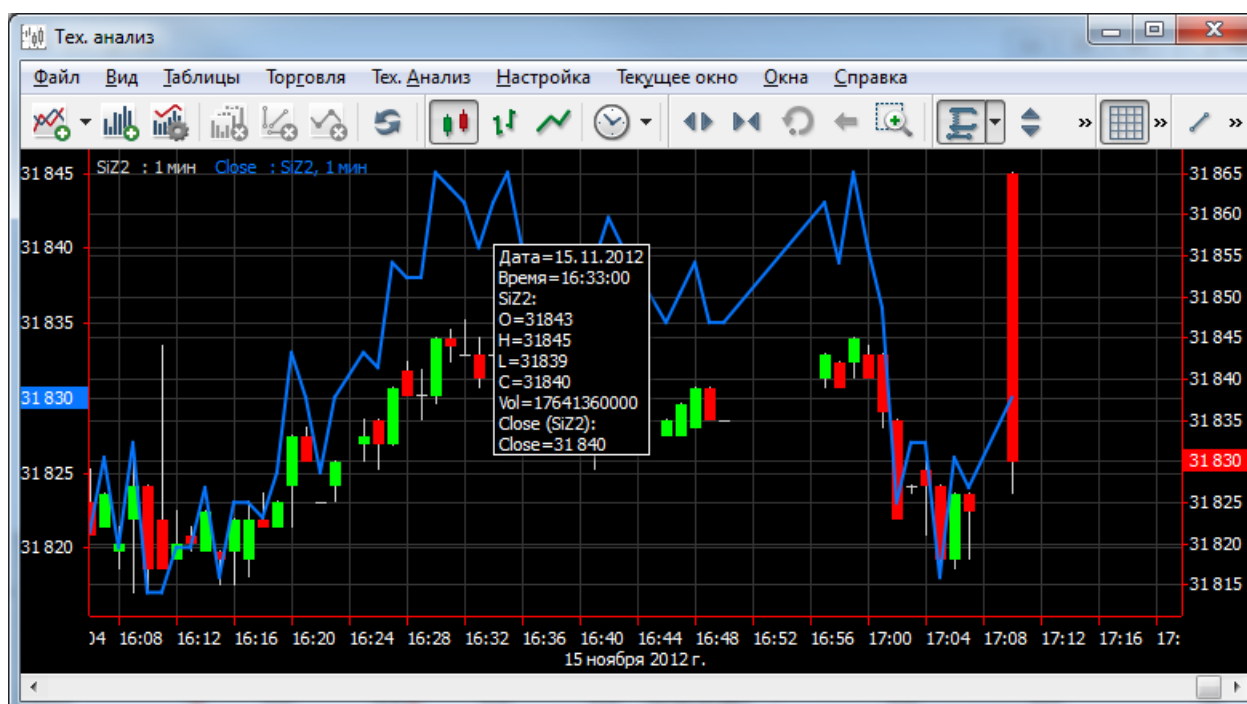 Тех. анализ
Файл Вид Таблицы Торговля Тех. Анализ Настройка Текущее окно Окна Справка
SiZ2 : 1 мин Close : SiZ2, 1 мин
31 845
31 840
31 835
31 830
31 825
31 820
Дата=15.11.2012
Время=16:33:00
SiZ2:
O=31843
H=31845
L=31839
C=31840
Vol=17641360000
Close (SiZ2):
Close=31 840
31 865
31 860
31 855
31 850
31 845
31 840
31 835
31 830
31 825
31 820
31 815
04 16:08 16:12 16:16 16:20 16:24 16:28 16:32 16:36 16:40 16:44 16:48 16:52 16:56 17:00 17:04 17:08 17:12 17:16 17:
15 ноября 2012 г.